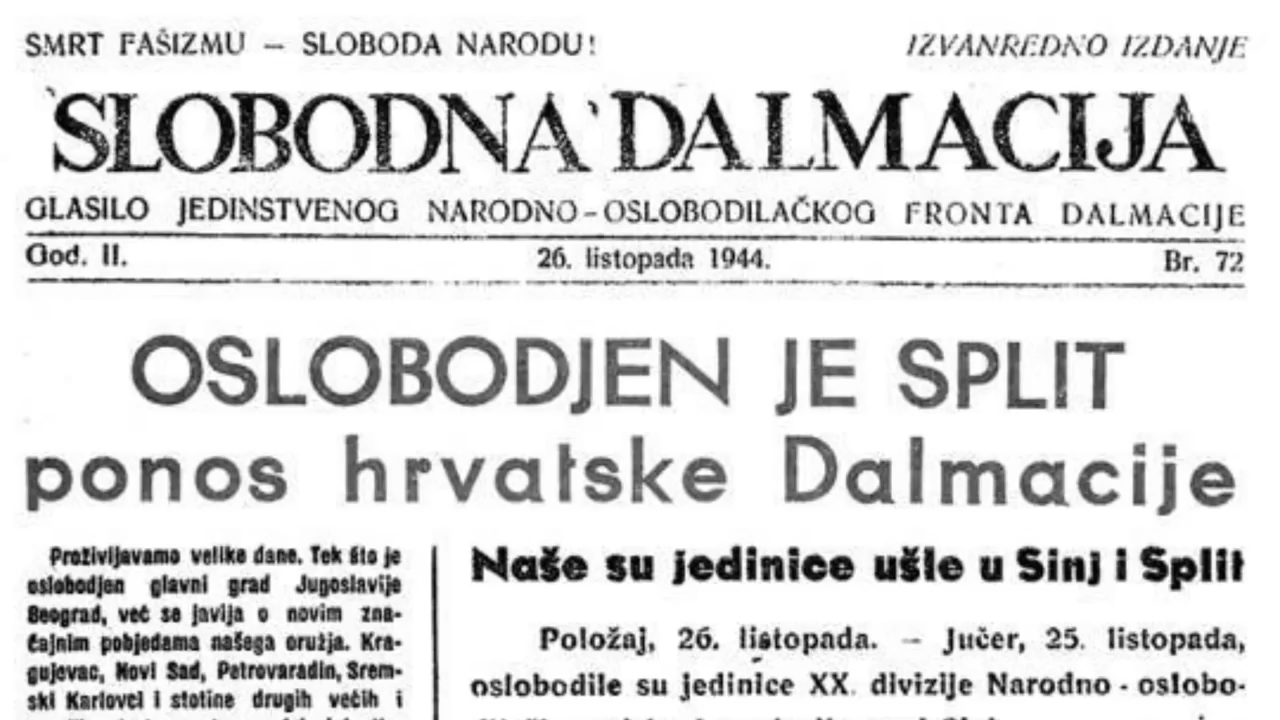 SMRT FAŠIZMU — SLOBODA NARODU!
IZVANREDNO IZDANJE
SLOBODNA DALMACIJA
GLASILO JEDINSTVENOG NARODNO-OSLOBODILAČKOG FRONTA DALMACIJE
God. II.
26. listopada 1944.
Br. 72
OSLOBODJEN JE SPLIT
ponos hrvatske Dalmacije
Proživljavamo velike dane. Tek što je
oslobodjen glavni grad Jugoslavije
Beograd, već se javlja o novim zna-
čajnim pobjedama našega oružja. Kra-
gujevac, Novi Sad, Petrovaradin, Srem-
ski Karlovci i stotine drugih većih i
Naše su jedinice ušle u Sinj i Split
Položaj, 26. listopada. — Jučer, 25. listopada,
oslobodile su jedinice XX. divizije Narodno-oslobo-